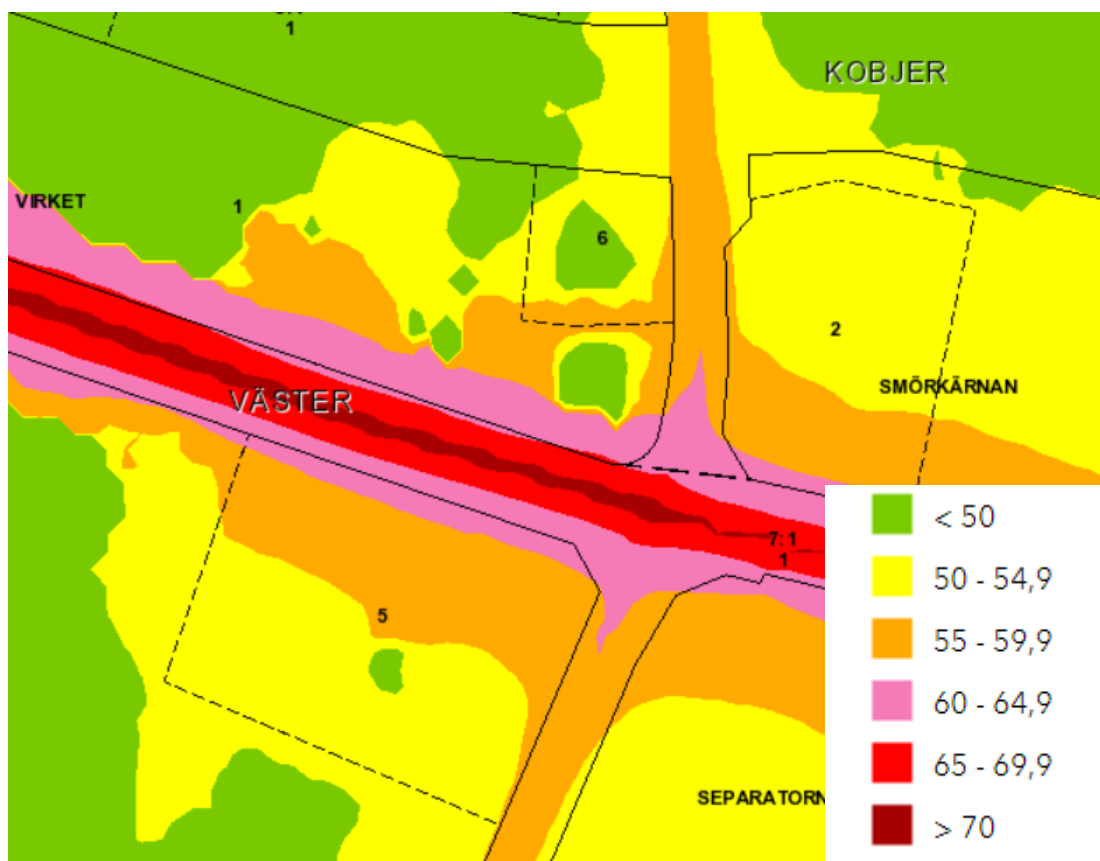 1
KOBJER
VIRKET
1
6
2
SMÖRKÄRNAN
VÄSTER
7:1
1
5
SEPARATORN
< 50
50 - 54,9
55 - 59,9
60 - 64,9
65 - 69,9
> 70